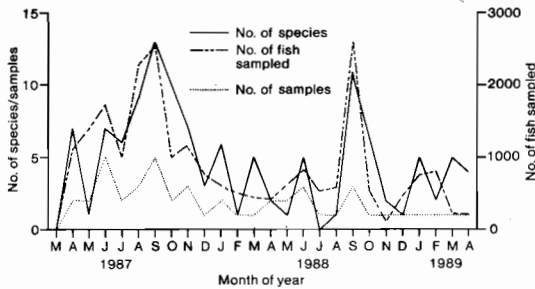 15
10
5
0
No. of species/samples
No. of species
No. of fish
sampled
No. of samples
3000
2000
1000
0
No. of fish sampled
M A M J J A S O N D J F M A M J J A S O N D J F M A
1987 1988 1989
Month of year